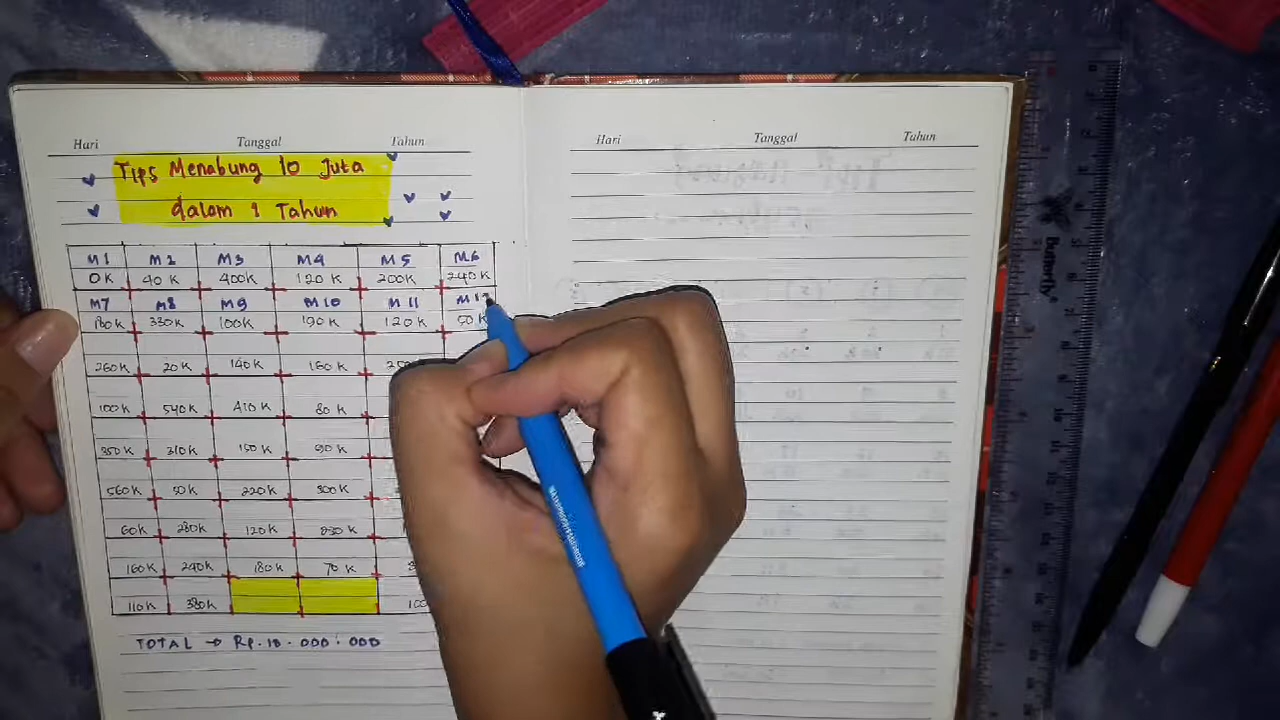 Hari Tanggal Tahun
Tips Menabung 10 Juta
dalam 1 Tahun
M1 M2 M3 M4 M5 M6
0K 40K 400K 120K 200K 240K
M7 M8 M9 M10 M11
330K 100K 190K 120K 50K
260K 20K 140K 160K
100K 540K 410K 80K
350K 310K 150K 90K
560K 50K 220K 300K
60K 280K 120K
160K 240K 180K 70K
110K 380K
TOTAL → Rp. 10.000.000
Hari Tanggal Tahun
Butterfly